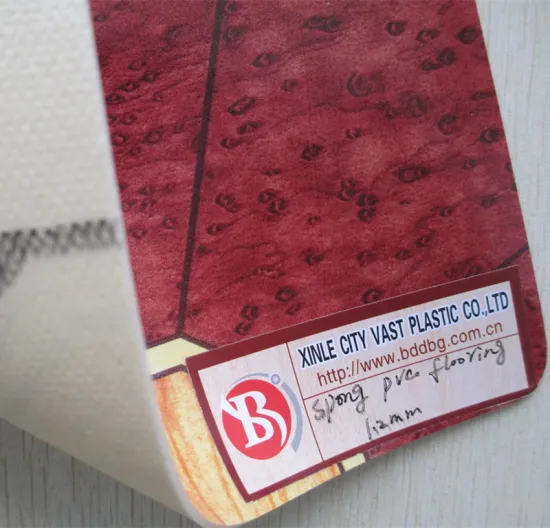 XINLE CITY VAST PLASTIC CO.,LTD
http://www.bddbg.com.cn
B
spong pvc flooring
1.2mm